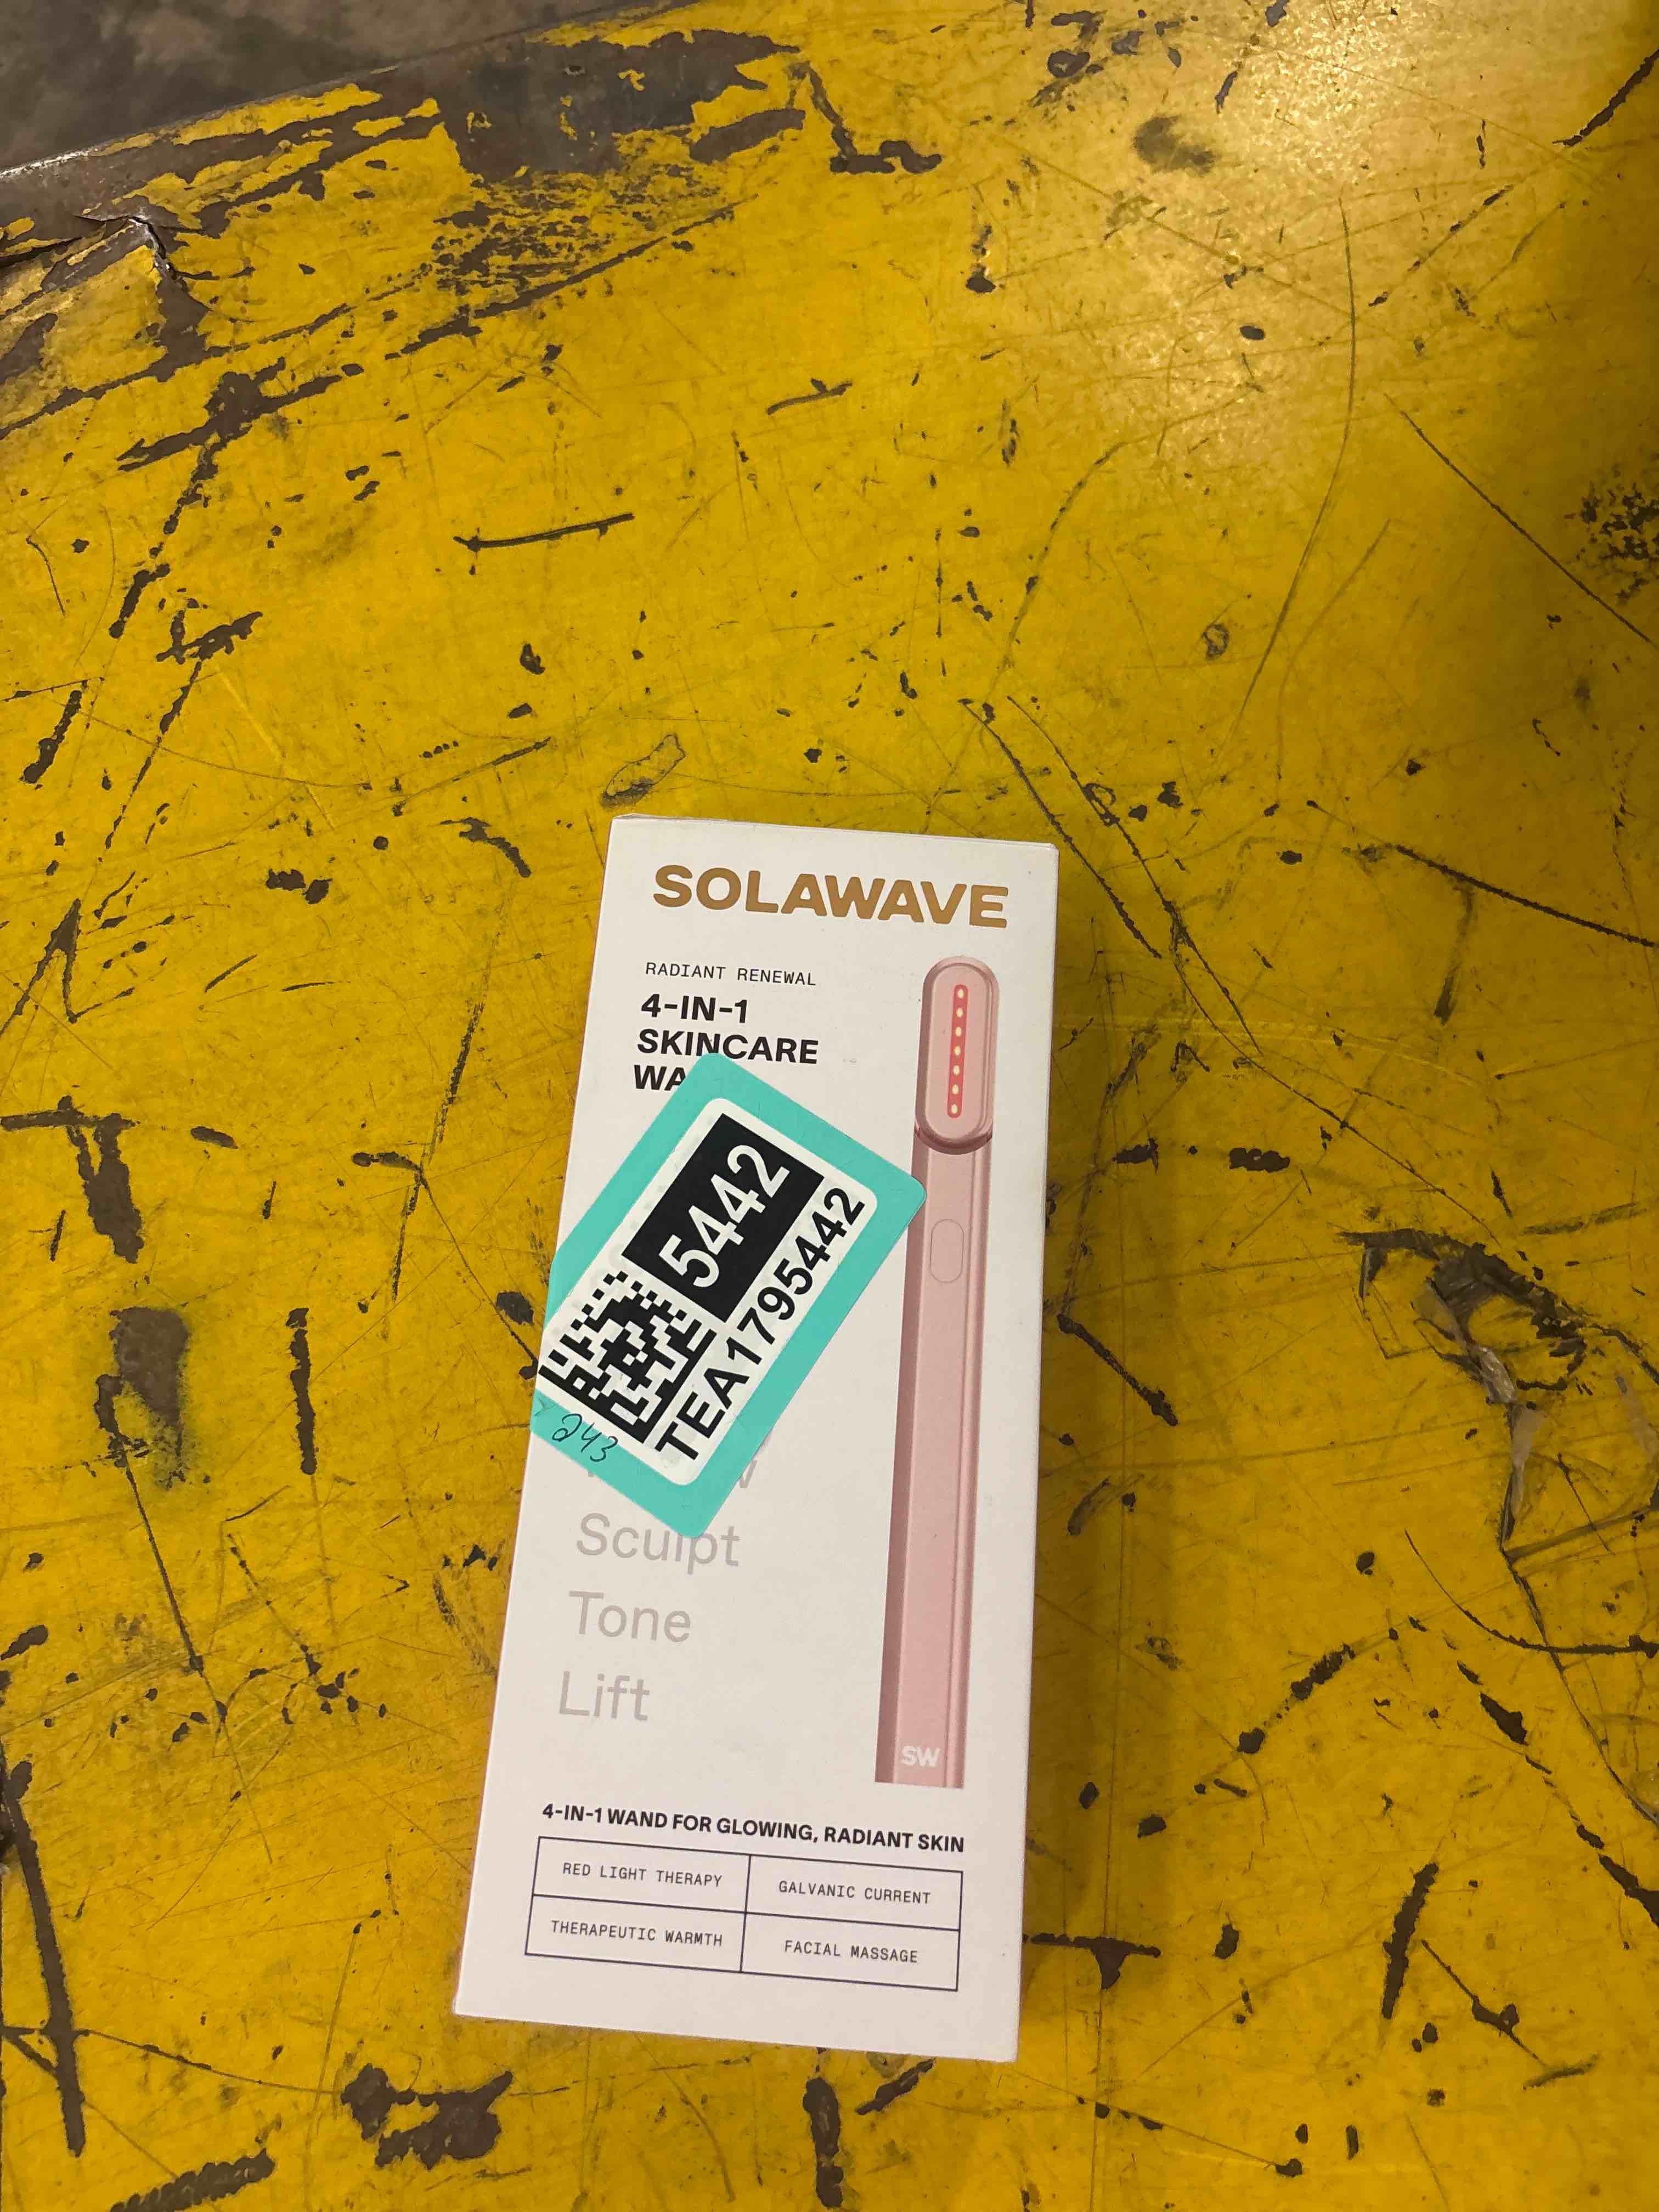 SOLAWAVE
RADIANT RENEWAL
4-IN-1
SKINCARE
5442
TEA1795442
243
Sculpt
Tone
Lift
SW
4-IN-1 WAND FOR GLOWING, RADIANT SKIN
RED LIGHT THERAPY
GALVANIC CURRENT
THERAPEUTIC WARMTH
FACIAL MASSAGE